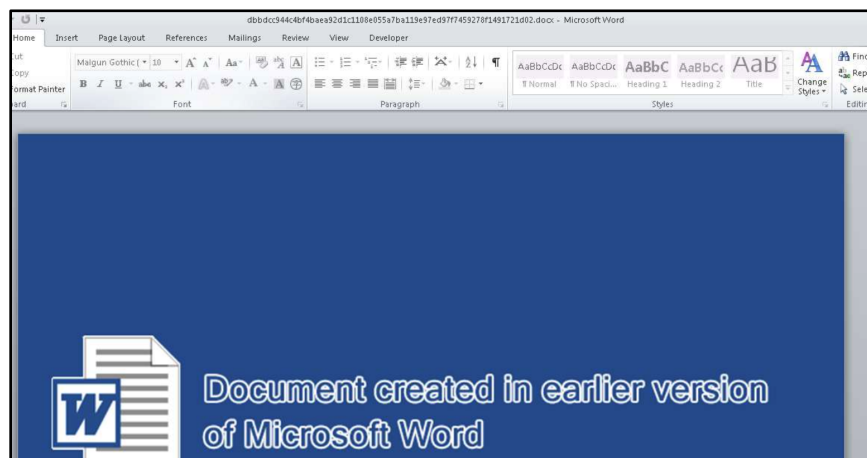 dbbdcc944c4bf4baea92d1c1108e055a7ba119e97ed97f7459278f1491721d02.docx - Microsoft Word
Home Insert Page Layout References Mailings Review View Developer
Cut
Copy
Format Painter
Malgun Gothic ( 10
Font
Paragraph
AaBbCcDc AaBbCcDc AaBbC AaBbCc AaB
¶ Normal ¶ No Spaci... Heading 1 Heading 2 Title
Change
Styles
Styles
Find
W
Document created in earlier version
of Microsoft Word